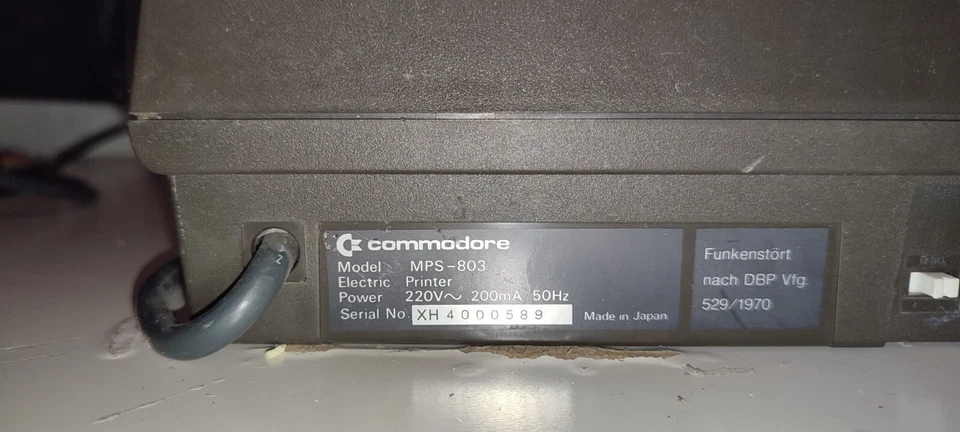 commodore
Model MPS-803
Electric Printer
Power 220V~ 200mA 50Hz
Serial No. XH 4000589 Made in Japan
Funkenstört
nach DBP Vfg.
529/1970